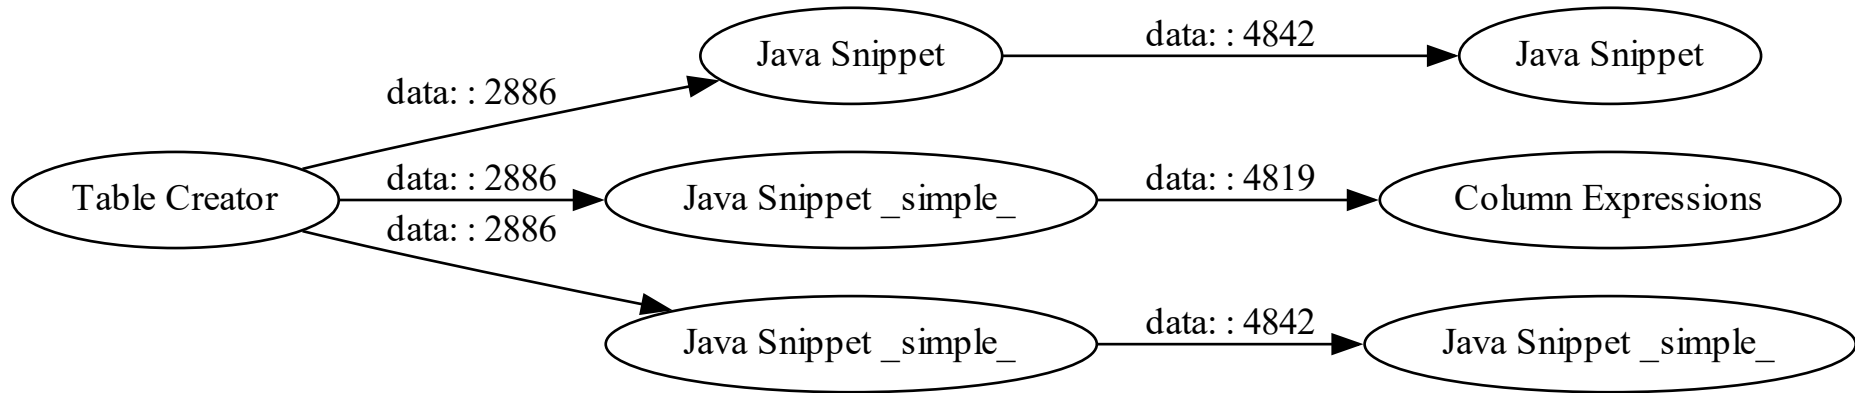 Java Snippet
data: : 4842
Java Snippet
data: : 2886
Table Creator
data: : 2886
Java Snippet _simple_
data: : 4819
Column Expressions
data: : 2886
Java Snippet _simple_
data: : 4842
Java Snippet _simple_